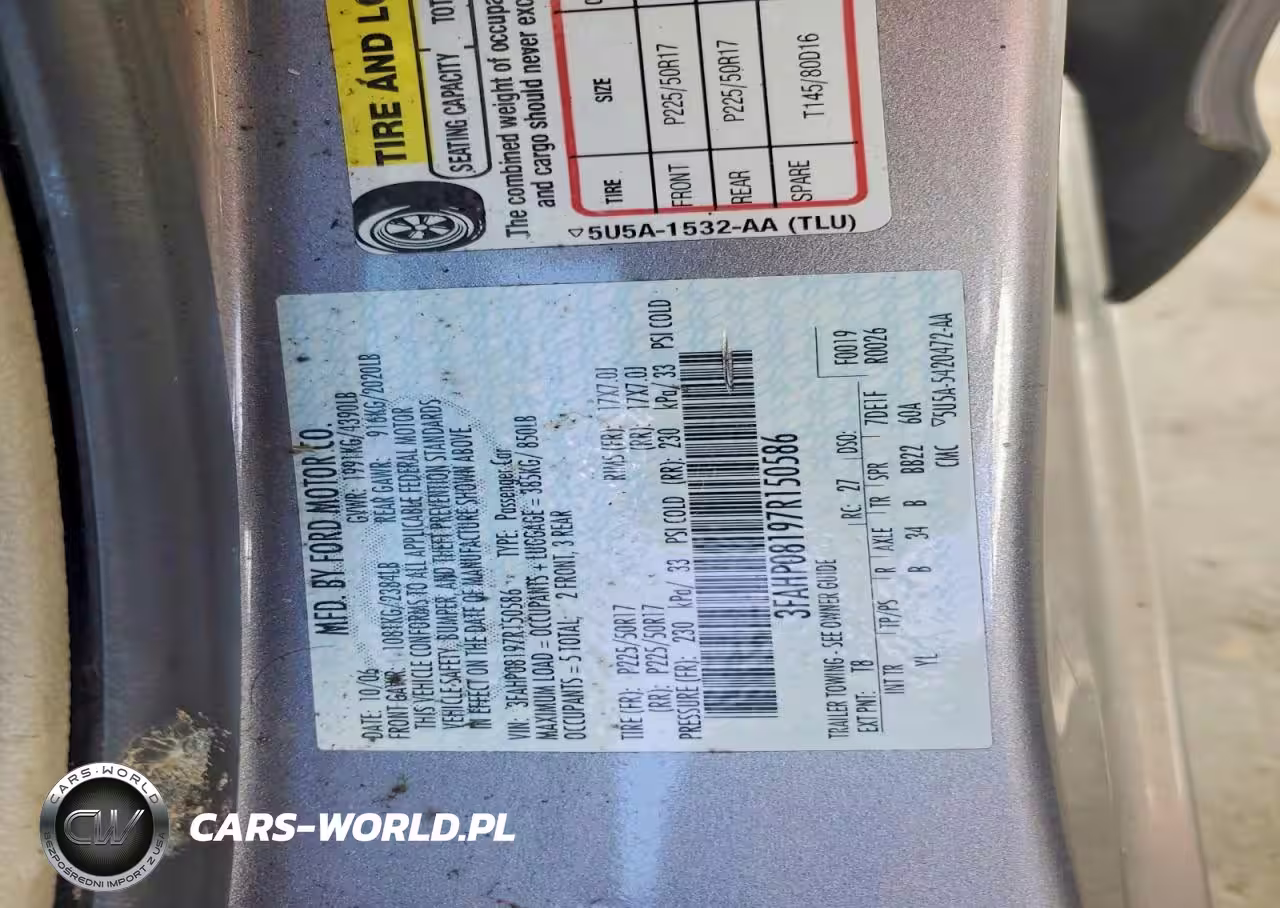 TIRE AND LO
SEATING CAPACITY TOT
The combined weight of occupa
and cargo should never exc
TIRE SIZE
FRONT P225/50R17
REAR P225/50R17
SPARE T145/80D16
5U5A-1532-AA (TLU)
MFD. BY FORD MOTOR CO.
DATE: 10/06 GVWR: 1991KG/4390LB
FRONT GAWR: 1088KG/2384LB REAR GAWR: 916KG/2020LB
THIS VEHICLE CONFORMS TO ALL APPLICABLE FEDERAL MOTOR
VEHICLE SAFETY, BUMPER, AND THEFT PREVENTION STANDARDS
IN EFFECT ON THE DATE OF MANUFACTURE SHOWN ABOVE
VIN: 3FAHP08197R150586 TYPE: Passenger Car
MAXIMUM LOAD = OCCUPANTS + LUGGAGE = 385KG/850LB
OCCUPANTS = 5 TOTAL: 2 FRONT, 3 REAR
TIRE (FR): P225/50R17 RIMS (FR): 17X7.0J
(RR): P225/50R17 (RR): 17X7.0J
PRESSURE (FR): 230 kPa/ 33 PSI COLD (RR): 230 kPa/ 33 PSI COLD
3FAHP08197R150586
F0019
R0026
TRAILER TOWING - SEE OWNER GUIDE
EXT PNT: T8 RC: 27 DSO:
INT TR TP/PS R AXLE TR SPR 7DETF
YL B 34 B BB22 60A
CMC 5U5A-5420472-AA
CARS-WORLD
CW
BEZPOŚREDNI IMPORT Z USA
CARS-WORLD.PL